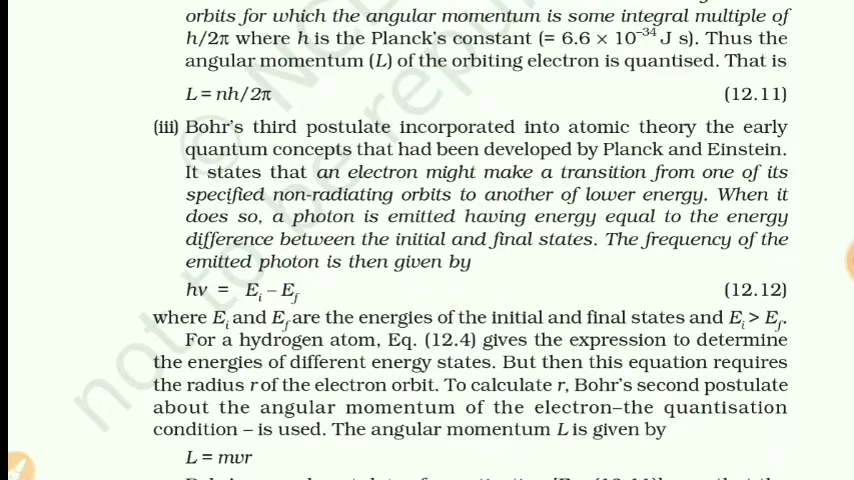 orbits for which the angular momentum is some integral multiple of
h/2π where h is the Planck's constant (= 6.6 × 10⁻³⁴ J s). Thus the
angular momentum (L) of the orbiting electron is quantised. That is
L = nh/2π (12.11)
(iii) Bohr's third postulate incorporated into atomic theory the early
quantum concepts that had been developed by Planck and Einstein.
It states that an electron might make a transition from one of its
specified non-radiating orbits to another of lower energy. When it
does so, a photon is emitted having energy equal to the energy
difference between the initial and final states. The frequency of the
emitted photon is then given by
hν = Eᵢ – E_f (12.12)
where Eᵢ and E_f are the energies of the initial and final states and Eᵢ > E_f.
For a hydrogen atom, Eq. (12.4) gives the expression to determine
the energies of different energy states. But then this equation requires
the radius r of the electron orbit. To calculate r, Bohr's second postulate
about the angular momentum of the electron–the quantisation
condition – is used. The angular momentum L is given by
L = mvr
not to be repu